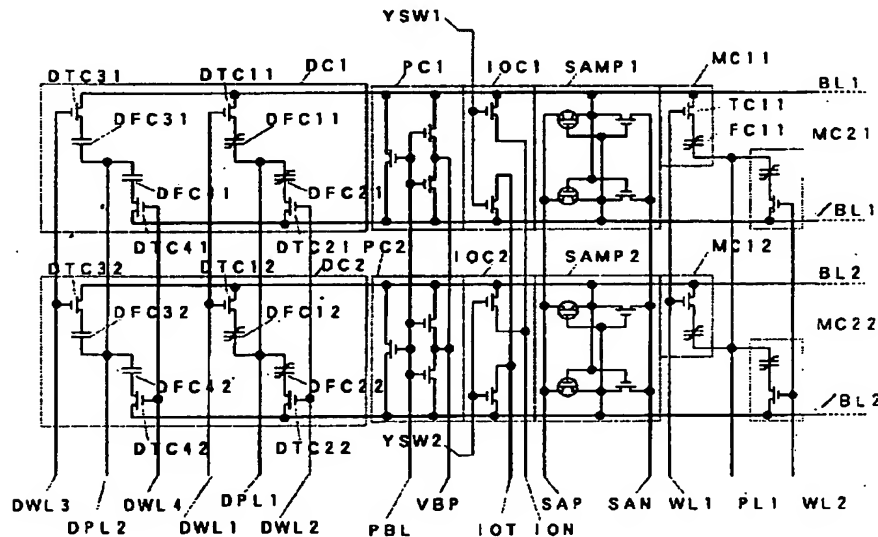 YSW1
DTC31 DTC11 DC1 PC1 IOC1 SAMP1 MC11
BL1
TC11
DFC31 DFC11 FC11
MC21
DFC41 DFC21
/BL1
DTC41 DTC21 PC2 MC12
DTC32 DTC12 DC2 IOC2 SAMP2
BL2
DFC32 DFC12
MC22
DFC42 DFC22
/BL2
DTC42 DTC22 YSW2
DWL3 DWL4 DPL1 VBP SAP SAN WL1 PL1 WL2
DPL2 DWL1 DWL2 PBL IOT ION